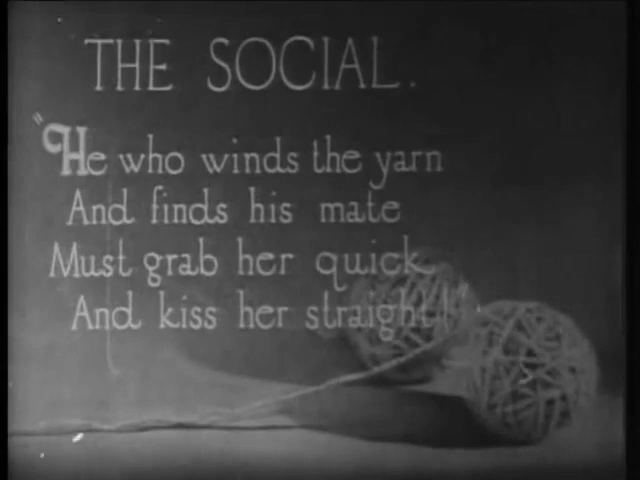 THE SOCIAL.
"He who winds the yarn
And finds his mate
Must grab her quick
And kiss her straight!